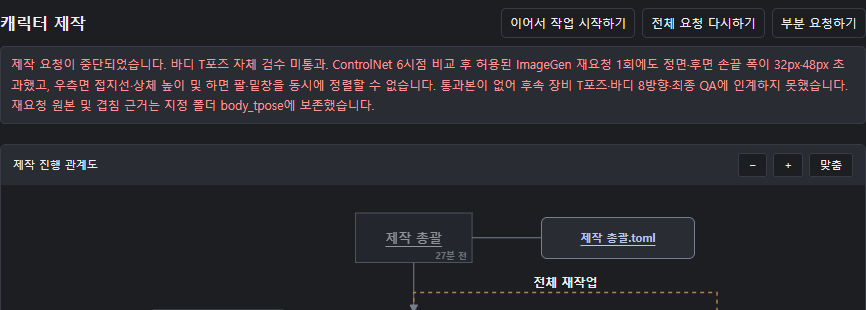 캐릭터 제작
이어서 작업 시작하기
전체 요청 다시하기
부분 요청하기
제작 요청이 중단되었습니다. 바디 T포즈 자체 검수 미통과. ControlNet 6시점 비교 후 허용된 ImageGen 재요청 1회에도 정면·후면 손끝 폭이 32px·48px 초
과했고, 우측면 접지선·상체 높이 및 하면 팔·밑창을 동시에 정렬할 수 없습니다. 통과본이 없어 후속 장비 T포즈·바디 8방향·최종 QA에 인계하지 못했습니다.
재요청 원본 및 겹침 근거는 지정 폴더 body_tpose에 보존했습니다.
제작 진행 관계도
−
+
맞춤
제작 총괄
27분 전
제작 총괄.toml
전체 재작업